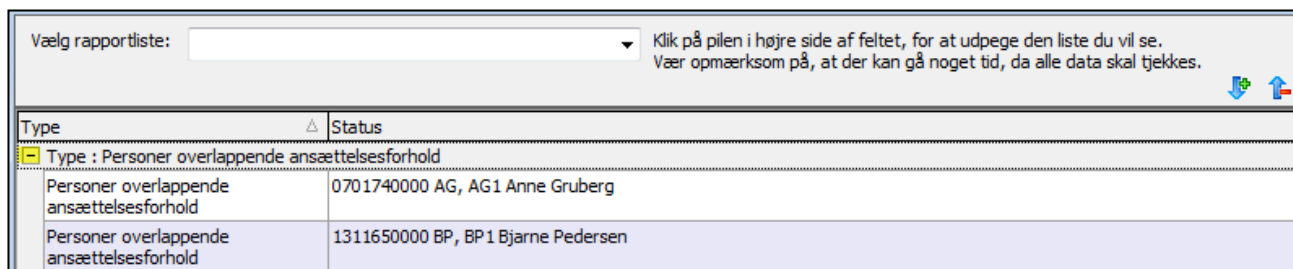 Vælg rapportliste:
Klik på pilen i højre side af feltet, for at udpege den liste du vil se.
Vær opmærksom på, at der kan gå noget tid, da alle data skal tjekkes.
Type Status
Type : Personer overlappende ansættelsesforhold
Personer overlappende 0701740000 AG, AG1 Anne Gruberg
ansættelsesforhold
Personer overlappende 1311650000 BP, BP1 Bjarne Pedersen
ansættelsesforhold